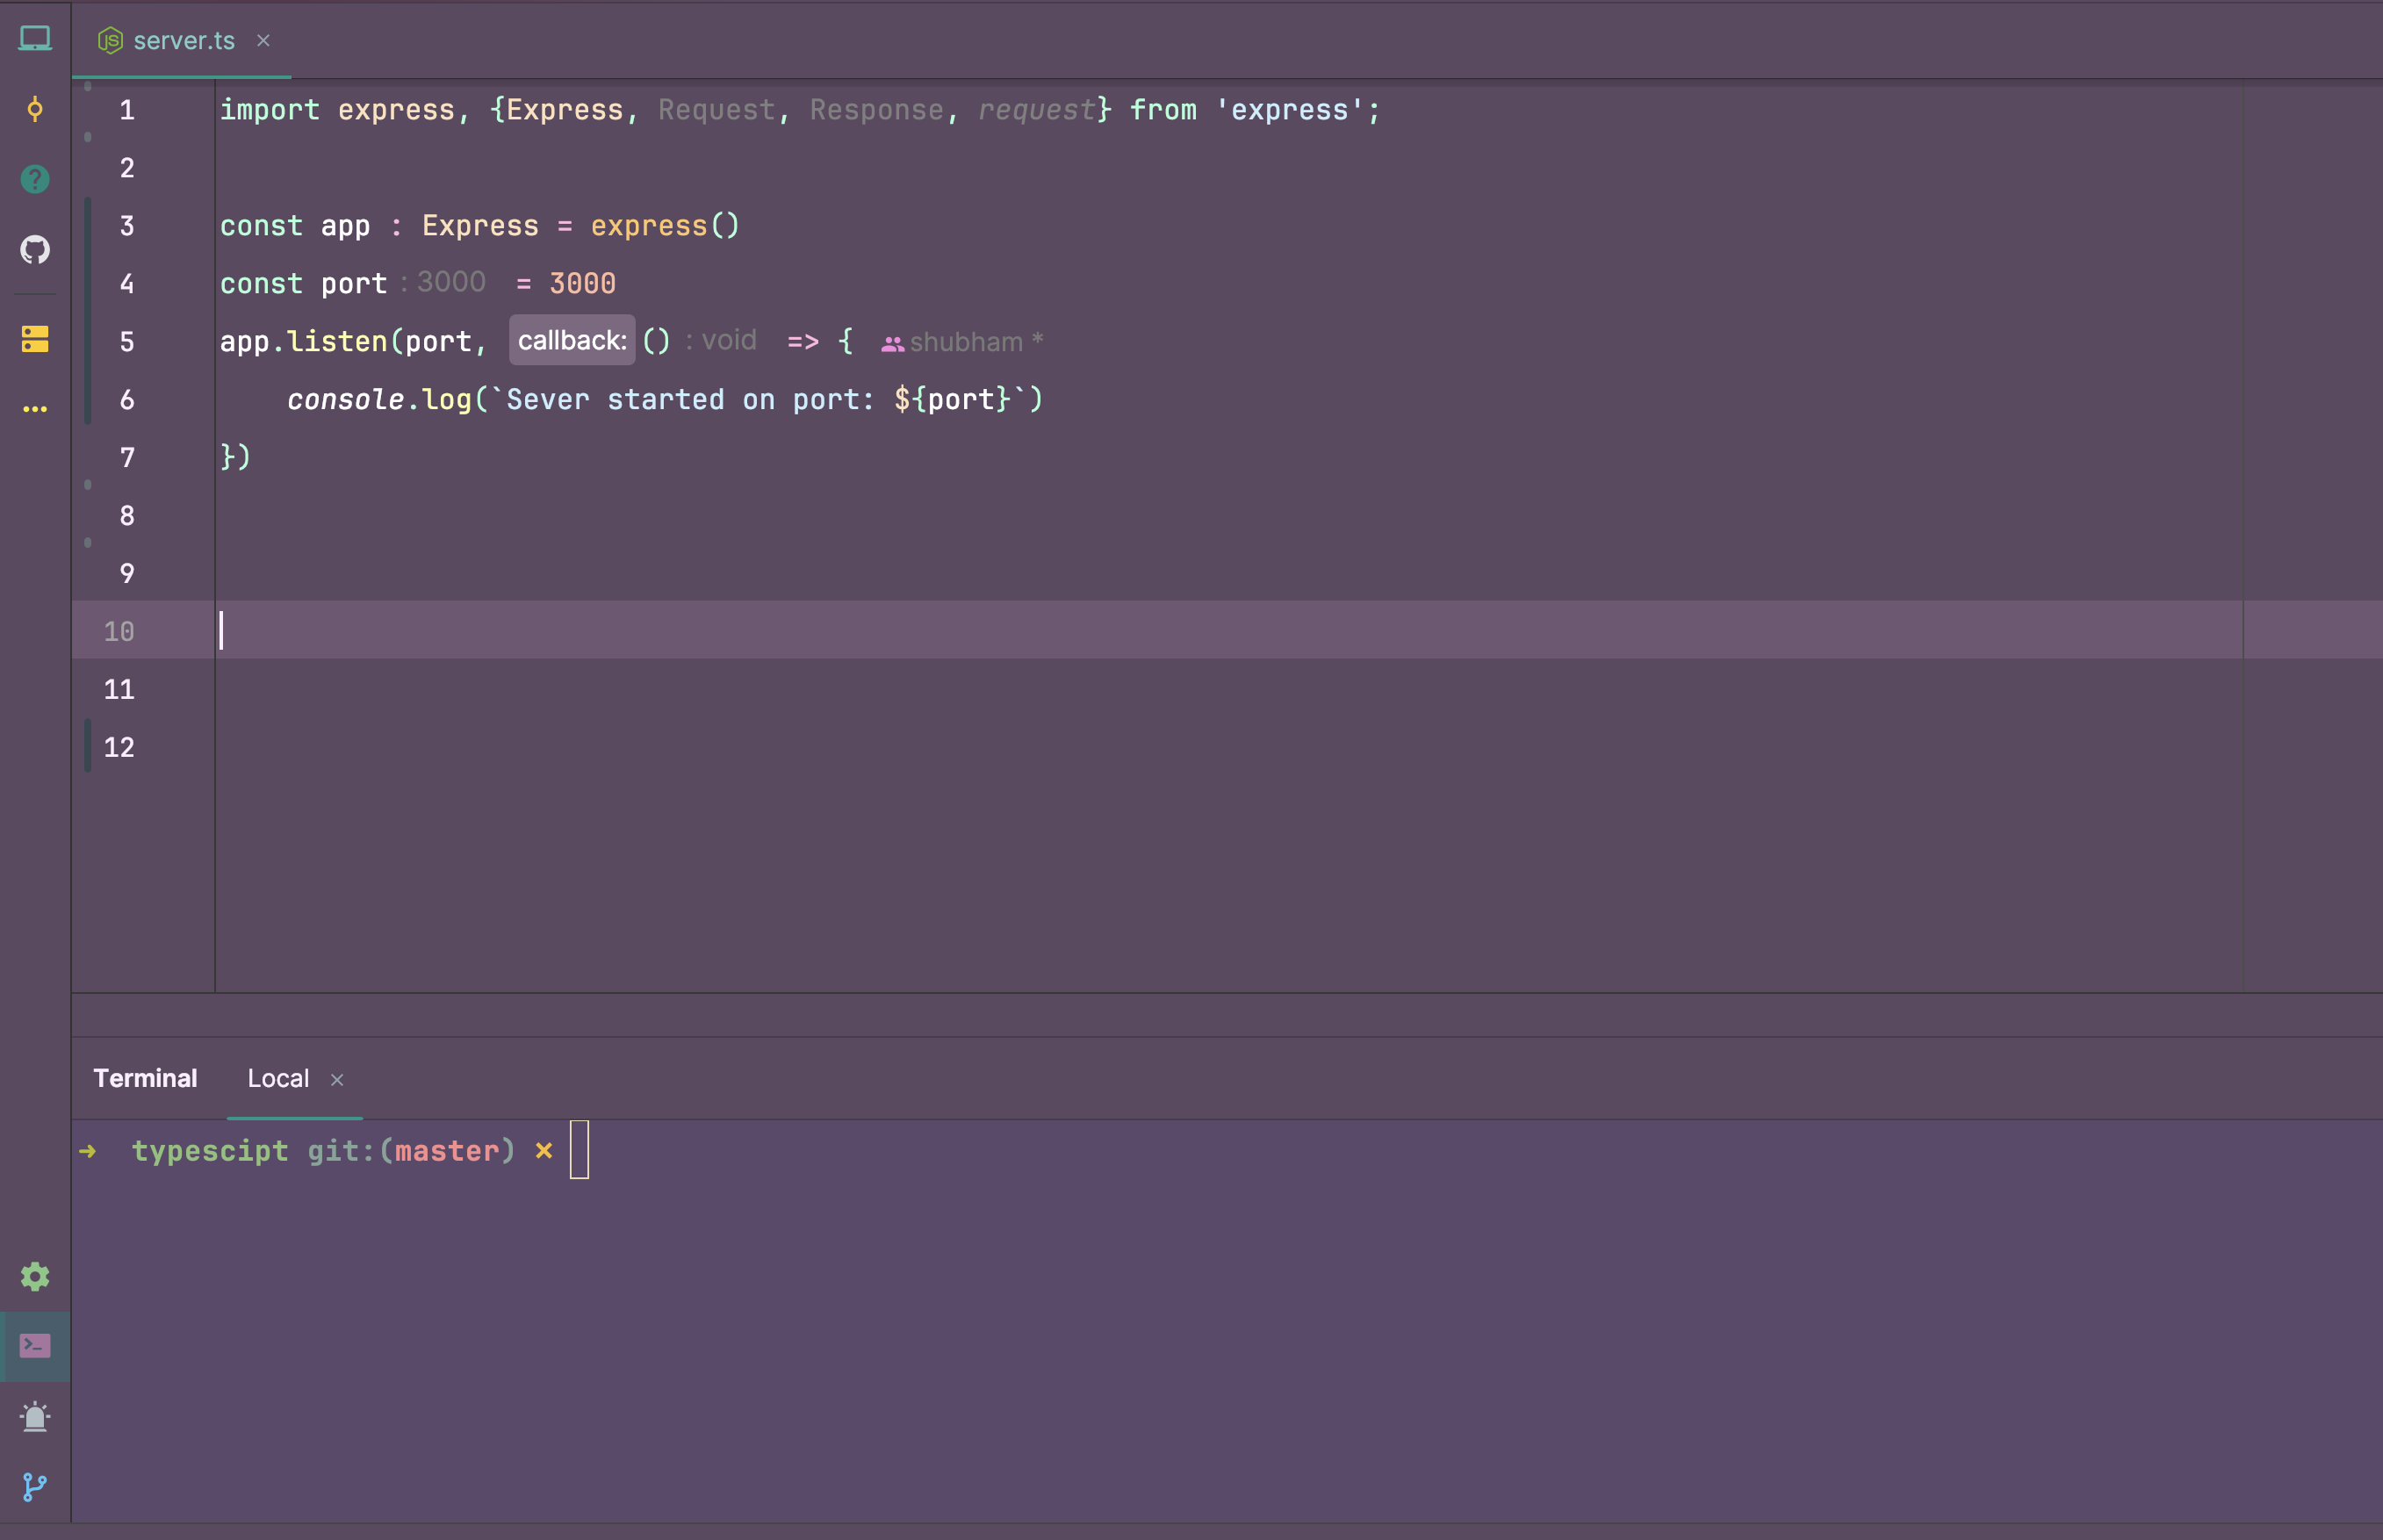 server.ts ×
1 import express, {Express, Request, Response, request} from 'express';
2
3 const app : Express = express()
4 const port : 3000 = 3000
5 app.listen(port, callback: () : void => { shubham *
6     console.log(`Sever started on port: ${port}`)
7 })
8
9
10
11
12
Terminal Local ×
➜ typescipt git:(master) ×